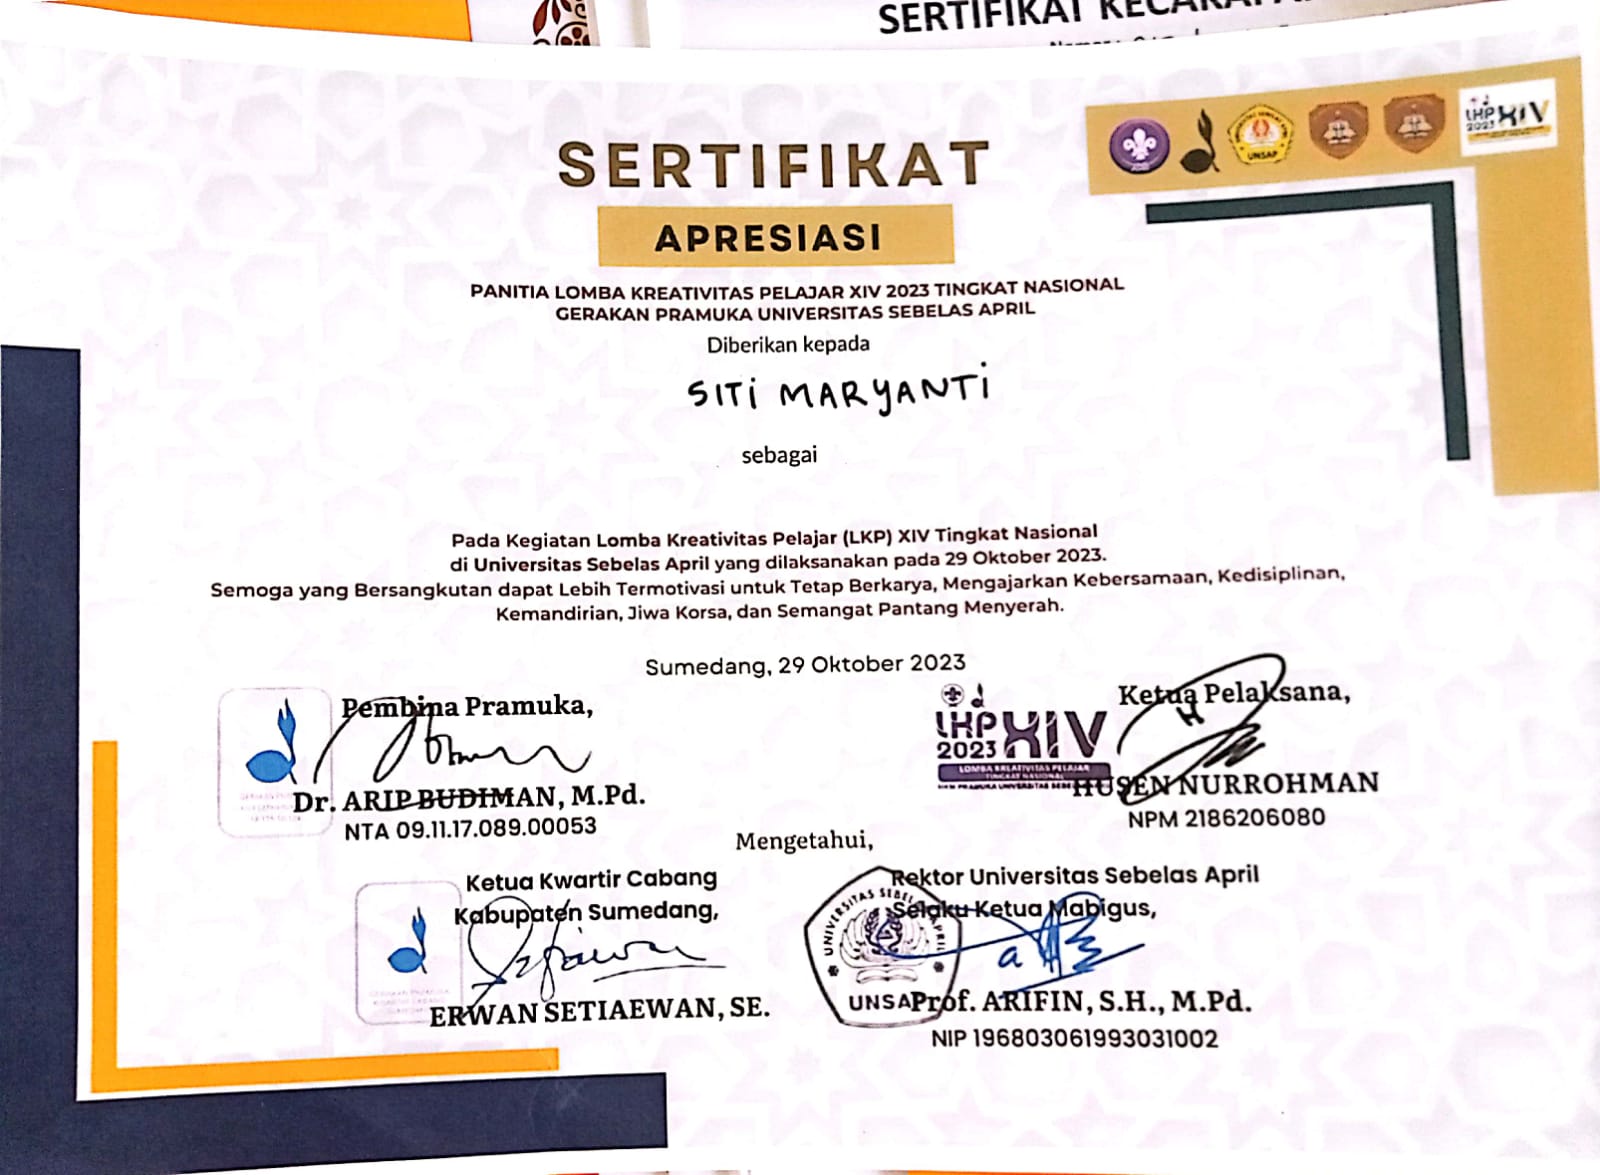 SERTIFIKAT
UNSAP
LKP XIV
2023
SERTIFIKAT
APRESIASI
PANITIA LOMBA KREATIVITAS PELAJAR XIV 2023 TINGKAT NASIONAL
GERAKAN PRAMUKA UNIVERSITAS SEBELAS APRIL
Diberikan kepada
SITi MARYANTi
sebagai
Pada Kegiatan Lomba Kreativitas Pelajar (LKP) XIV Tingkat Nasional
di Universitas Sebelas April yang dilaksanakan pada 29 Oktober 2023.
Semoga yang Bersangkutan dapat Lebih Termotivasi untuk Tetap Berkarya, Mengajarkan Kebersamaan, Kedisiplinan,
Kemandirian, Jiwa Korsa, dan Semangat Pantang Menyerah.
Sumedang, 29 Oktober 2023
Pembina Pramuka,
Dr. ARIP BUDIMAN, M.Pd.
NTA 09.11.17.089.00053
LKP XIV
2023
LOMBA KREATIVITAS PELAJAR
TINGKAT NASIONAL
Ketua Pelaksana,
HUSEN NURROHMAN
NPM 2186206080
Mengetahui,
Ketua Kwartir Cabang
Kabupaten Sumedang,
ERWAN SETIAEWAN, SE.
Rektor Universitas Sebelas April
Selaku Ketua Mabigus,
UNIVERSITAS SEBELAS APRIL
UNSAP
Prof. ARIFIN, S.H., M.Pd.
NIP 196803061993031002